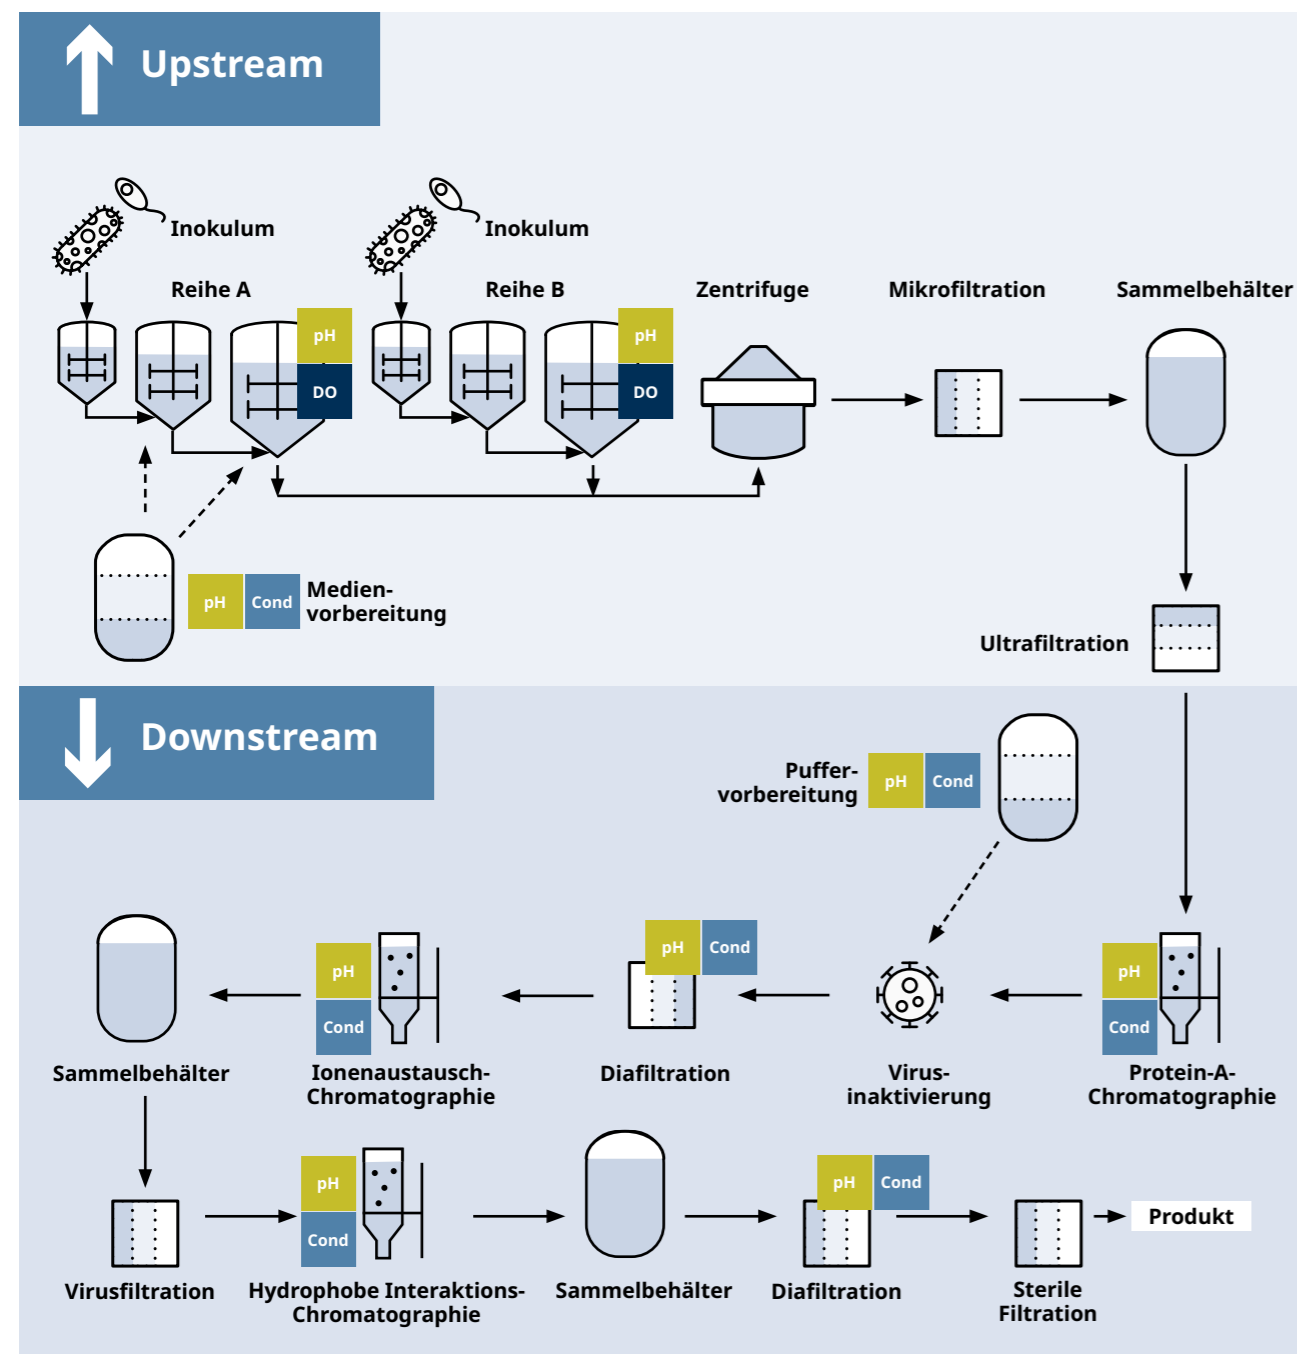 Upstream
Inokulum
Inokulum
Reihe A
Reihe B
Zentrifuge
Mikrofiltration
Sammelbehälter
pH
DO
pH
DO
pH
Cond
Medien-
vorbereitung
Ultrafiltration
Downstream
Puffer-
vorbereitung
pH
Cond
pH
Cond
pH
Cond
pH
Cond
Sammelbehälter
Ionenaustausch-
Chromatographie
Diafiltration
Virus-
inaktivierung
Protein-A-
Chromatographie
pH
Cond
pH
Cond
Produkt
Virusfiltration
Hydrophobe Interaktions-
Chromatographie
Sammelbehälter
Diafiltration
Sterile
Filtration